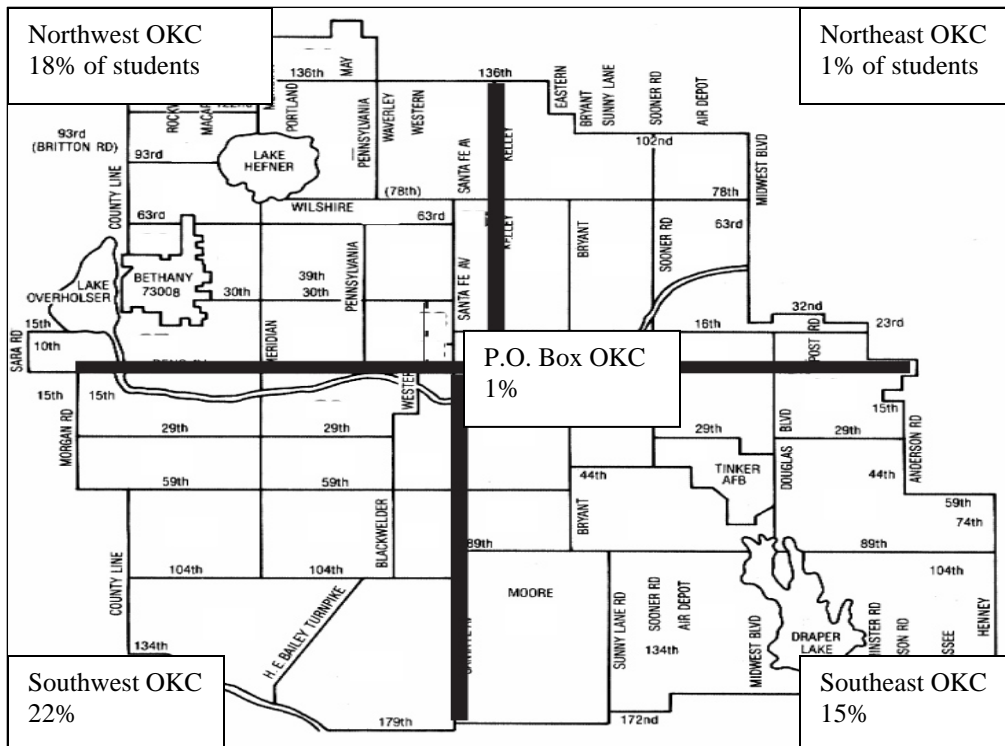 Northwest OKC
18% of students
Northeast OKC
1% of students
136th
MAY
136th
EASTERN
BRYANT
SUNNY LANE
SOONER RD
AIR DEPOT
PORTLAND
PENNSYLVANIA
WAVERLEY
WESTERN
SANTA FE AV
KELLEY
93rd
(BRITTON RD)
93rd
LAKE
HEFNER
102nd
MIDWEST BLVD
COUNTY LINE
(78th)
78th
WILSHIRE
63rd
63rd
63rd
KELLEY
BRYANT
SOONER RD
LAKE
OVERHOLSER
BETHANY
73008
39th
30th
30th
PENNSYLVANIA
SANTA FE AV
32nd
15th
10th
SARA RD
16th
POST RD
23rd
P.O. Box OKC
1%
15th
15th
15th
MORGAN RD
29th
29th
29th
BLVD
29th
DOUGLAS
ANDERSON RD
TINKER
AFB
44th
44th
59th
59th
59th
74th
BLACKWELDER
BRYANT
89th
89th
COUNTY LINE
104th
104th
104th
MOORE
H. E. BAILEY TURNPIKE
SUNNY LANE RD
SOONER RD
AIR DEPOT
MIDWEST BLVD
DRAPER
LAKE
HENNEY
134th
134th
Southwest OKC
22%
Southeast OKC
15%
179th
172nd